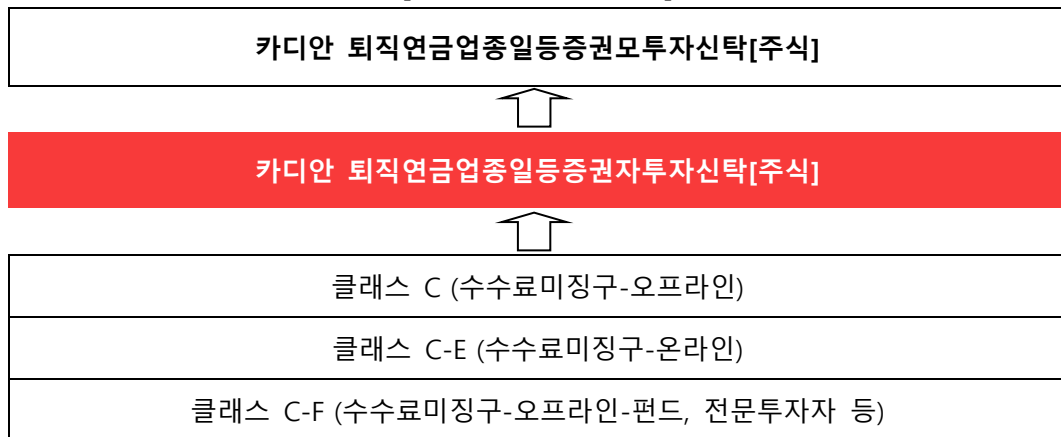 카디안 퇴직연금업종일등증권모투자신탁[주식]
카디안 퇴직연금업종일등증권자투자신탁[주식]
클래스 C (수수료미징구-오프라인)
클래스 C-E (수수료미징구-온라인)
클래스 C-F (수수료미징구-오프라인-펀드, 전문투자자 등)